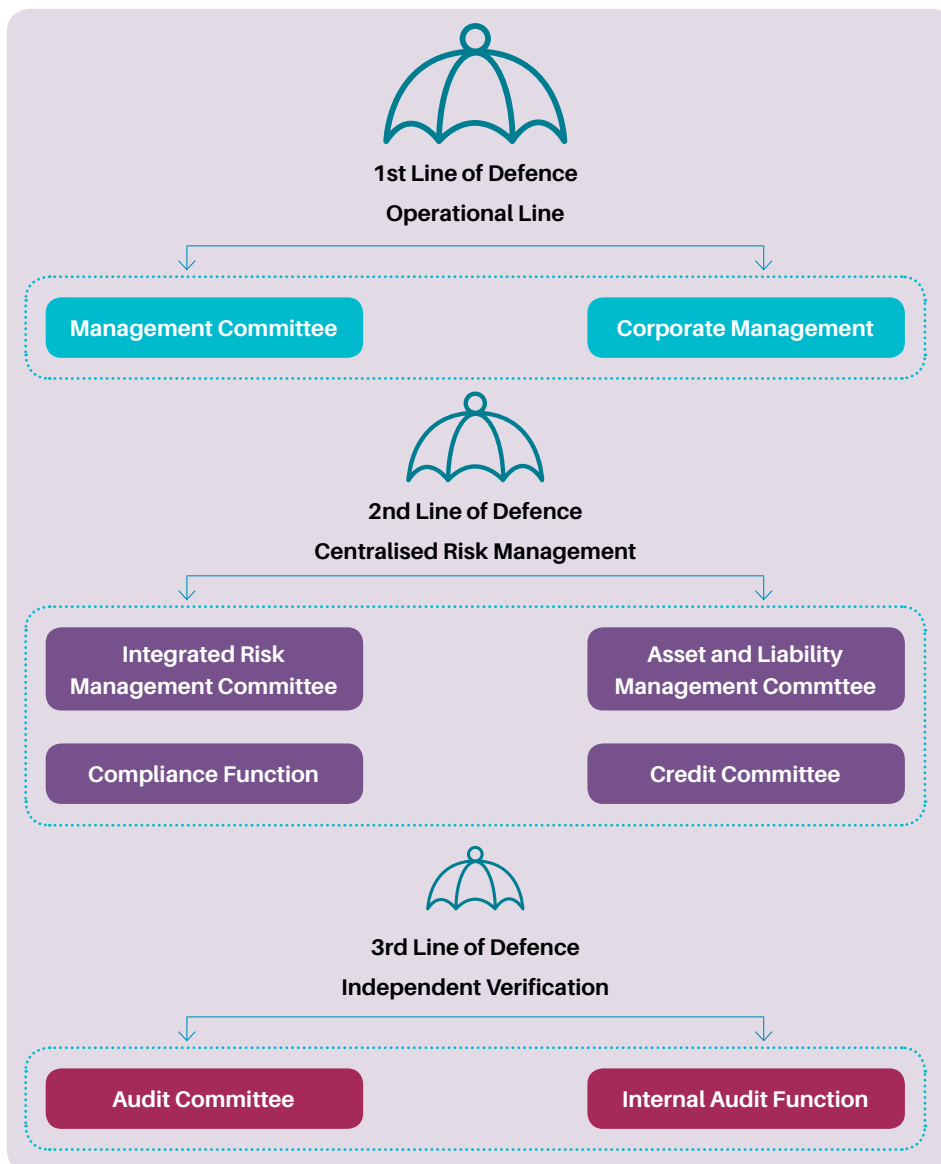 1st Line of Defence
Operational Line
Management Committee
Corporate Management
2nd Line of Defence
Centralised Risk Management
Integrated Risk
Management Committee
Asset and Liability
Management Commttee
Compliance Function
Credit Committee
3rd Line of Defence
Independent Verification
Audit Committee
Internal Audit Function